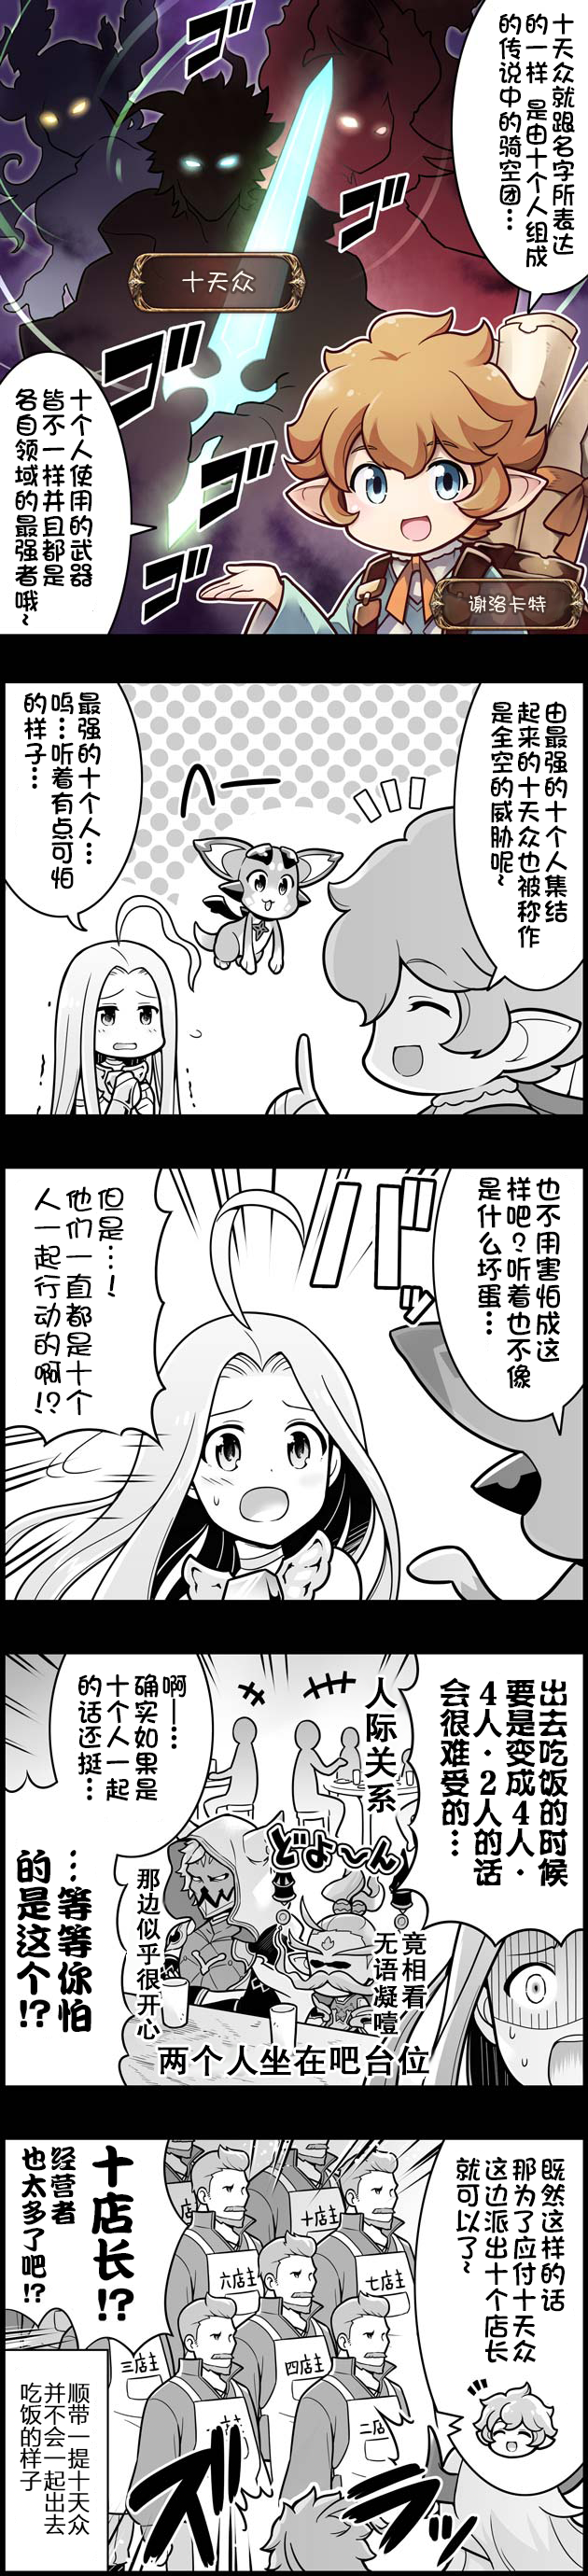 十天众就跟名字所表达
的一样 是由十个人组成
的传说中的骑空团…
ゴゴ
ゴゴゴゴ
十天众
十个人使用的武器
皆不一样并且都是
各自领域的最强者哦~
谢洛卡特
由最强的十个人集结
起来的十天众也被称作
是全空的威胁呢~
へー
最强的十个人…
呜…听着有点可怕
的样子…
也不用害怕成这
样吧?听着也不像
是什么坏蛋…
但是…!
他们一直都是十个
人一起行动的啊!?
出去吃饭的时候
要是变成4人·
4人·2人的话
会很难受的…
人际关系
啊—…
确实如果是
十个人一起
的话还挺…
どよ~ん
竟相看
无语凝噎
那边似乎很开心
两个人坐在吧台位
…等等你怕
的是这个!?
既然这样的话
那为了应付十天众
这边派出十个店长
就可以了~
十店长!?
经营者
也太多了吧!?
十店主
六店主
七店主
三店主
四店主
二店
ズズッ
顺带一提十天众
并不会一起出去
吃饭的样子